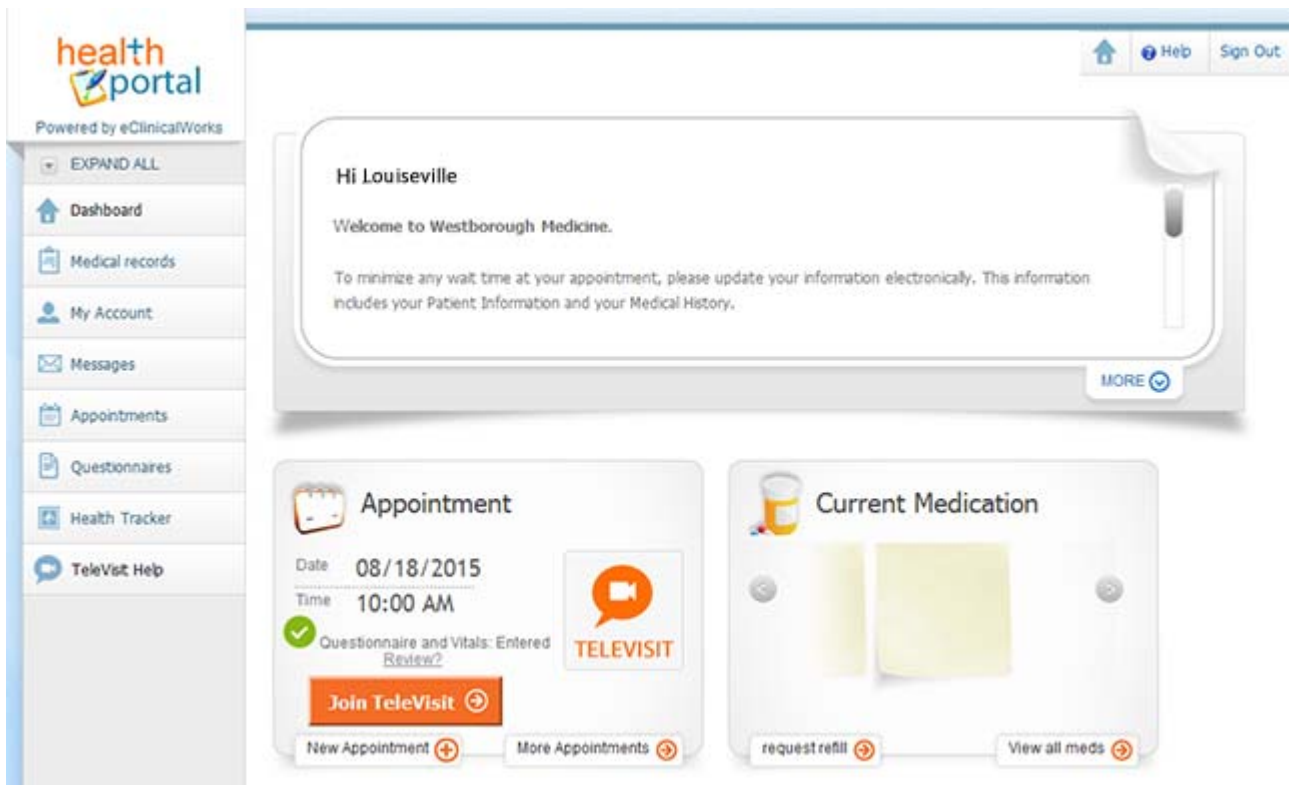 health
portal
Powered by eClinicalWorks
EXPAND ALL
Dashboard
Medical records
My Account
Messages
Appointments
Questionnaires
Health Tracker
TeleVisit Help
Help
Sign Out
Hi Louiseville
Welcome to Westborough Medicine.
To minimize any wait time at your appointment, please update your information electronically. This information
includes your Patient Information and your Medical History.
MORE
Appointment
Date 08/18/2015
Time 10:00 AM
Questionnaire and Vitals: Entered
Review?
TELEVISIT
Join TeleVisit
New Appointment
More Appointments
Current Medication
<
>
request refill
View all meds